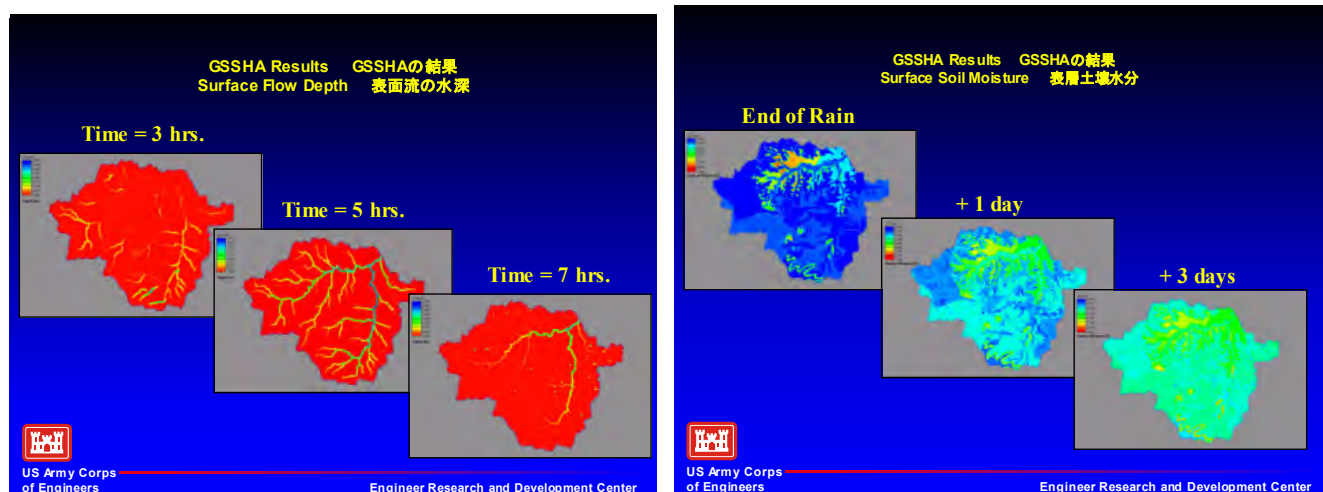 GSSHA Results GSSHAの結果
Surface Flow Depth 表面流の水深
Time = 3 hrs.
Time = 5 hrs.
Time = 7 hrs.
US Army Corps
of Engineers
Engineer Research and Development Center
GSSHA Results GSSHAの結果
Surface Soil Moisture 表層土壌水分
End of Rain
+ 1 day
+ 3 days
US Army Corps
of Engineers
Engineer Research and Development Center